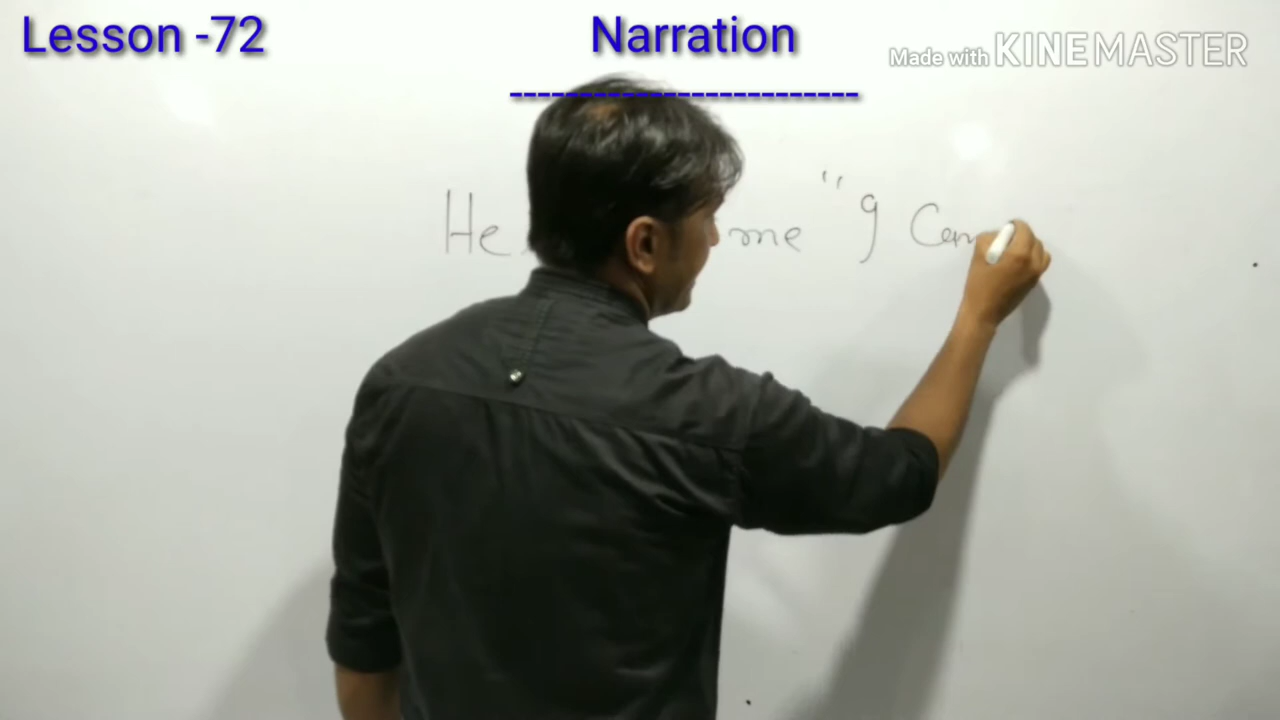 Lesson -72
Narration
Made with KINEMASTER
-------------------------
He me "I Can